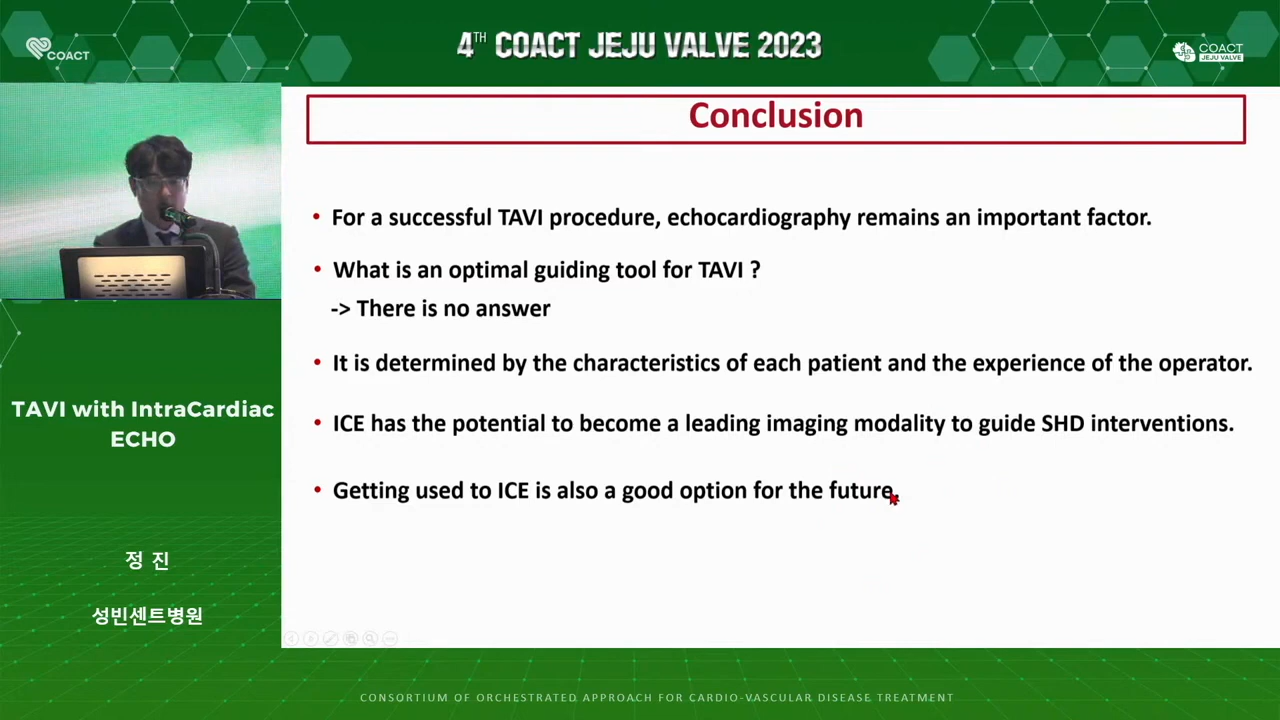 COACT
4TH COACT JEJU VALVE 2023
COACT
JEJU VALVE
Conclusion
• For a successful TAVI procedure, echocardiography remains an important factor.
• What is an optimal guiding tool for TAVI ?
-> There is no answer
• It is determined by the characteristics of each patient and the experience of the operator.
• ICE has the potential to become a leading imaging modality to guide SHD interventions.
• Getting used to ICE is also a good option for the future.
TAVI with IntraCardiac
ECHO
정 진
성빈센트병원
CONSORTIUM OF ORCHESTRATED APPROACH FOR CARDIO-VASCULAR DISEASE TREATMENT